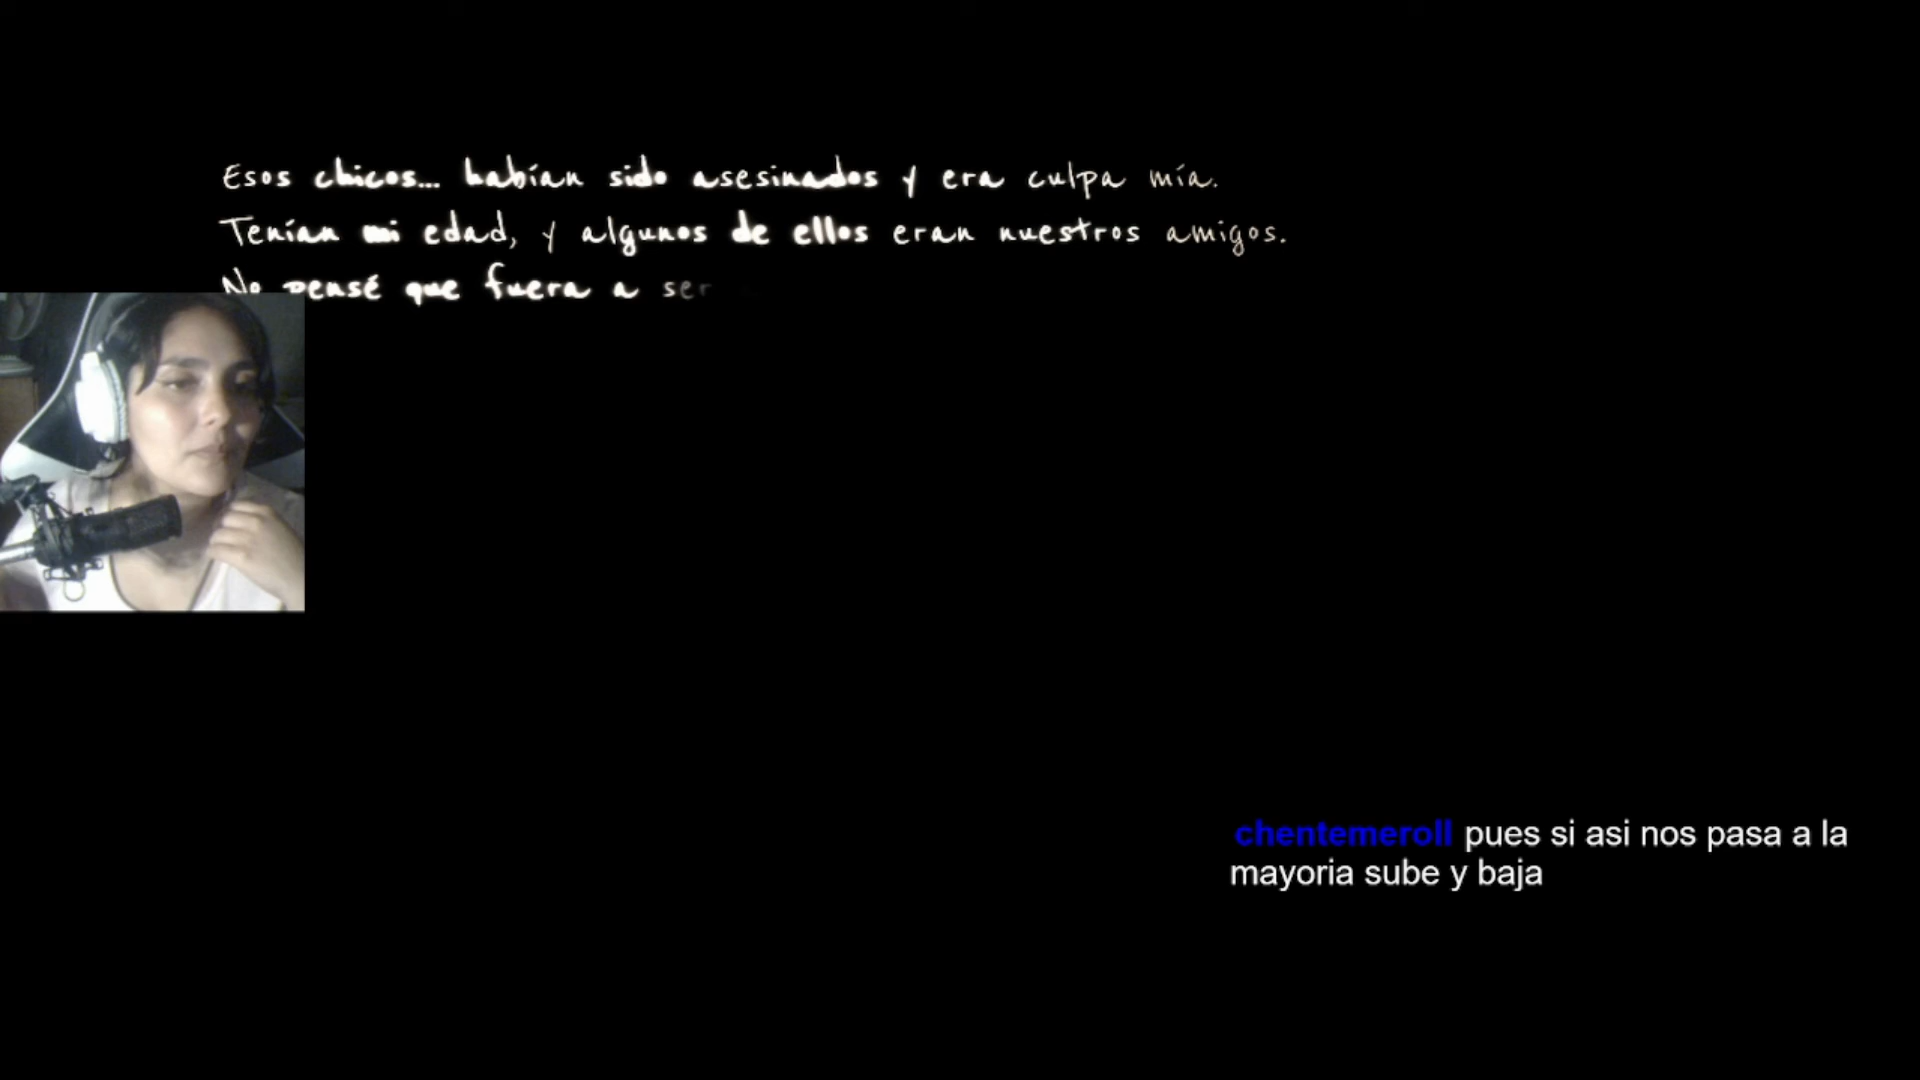 Esos chicos... habían sido asesinados y era culpa mía.
Tenían mi edad, y algunos de ellos eran nuestros amigos.
No pensé que fuera a ser
chentemeroll pues si asi nos pasa a la
mayoria sube y baja